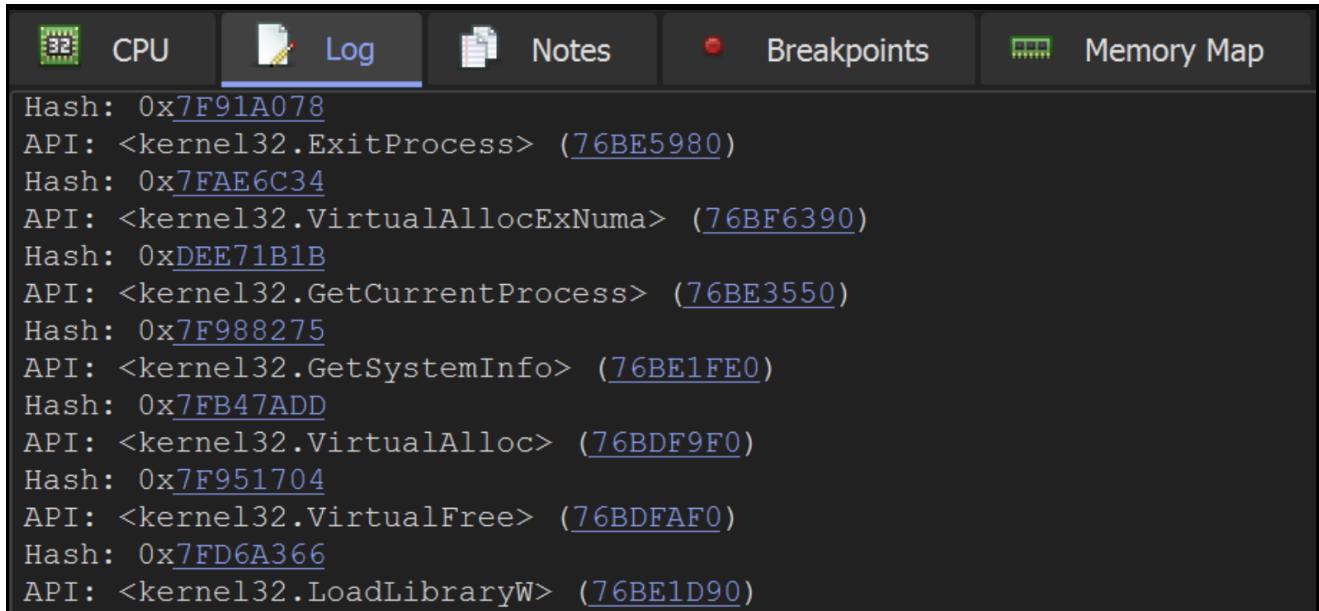 32 CPU Log Notes Breakpoints Memory Map
Hash: 0x7F91A078
API: <kernel32.ExitProcess> (76BE5980)
Hash: 0x7FAE6C34
API: <kernel32.VirtualAllocExNuma> (76BF6390)
Hash: 0xDEE71B1B
API: <kernel32.GetCurrentProcess> (76BE3550)
Hash: 0x7F988275
API: <kernel32.GetSystemInfo> (76BE1FE0)
Hash: 0x7FB47ADD
API: <kernel32.VirtualAlloc> (76BDF9F0)
Hash: 0x7F951704
API: <kernel32.VirtualFree> (76BDFAF0)
Hash: 0x7FD6A366
API: <kernel32.LoadLibraryW> (76BE1D90)